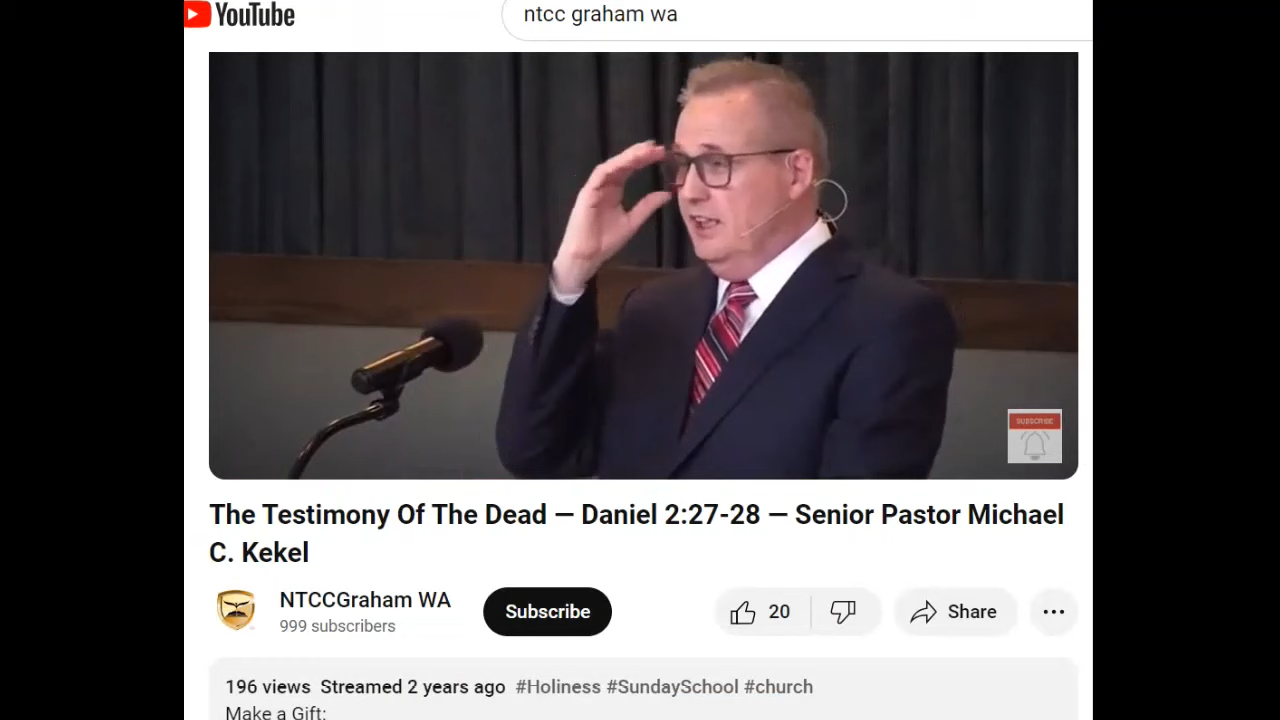 YouTube
ntcc graham wa
SUBSCRIBE
The Testimony Of The Dead — Daniel 2:27-28 — Senior Pastor Michael
C. Kekel
NTCCGraham WA
999 subscribers
Subscribe
20
Share
196 views Streamed 2 years ago #Holiness #SundaySchool #church
Make a Gift: